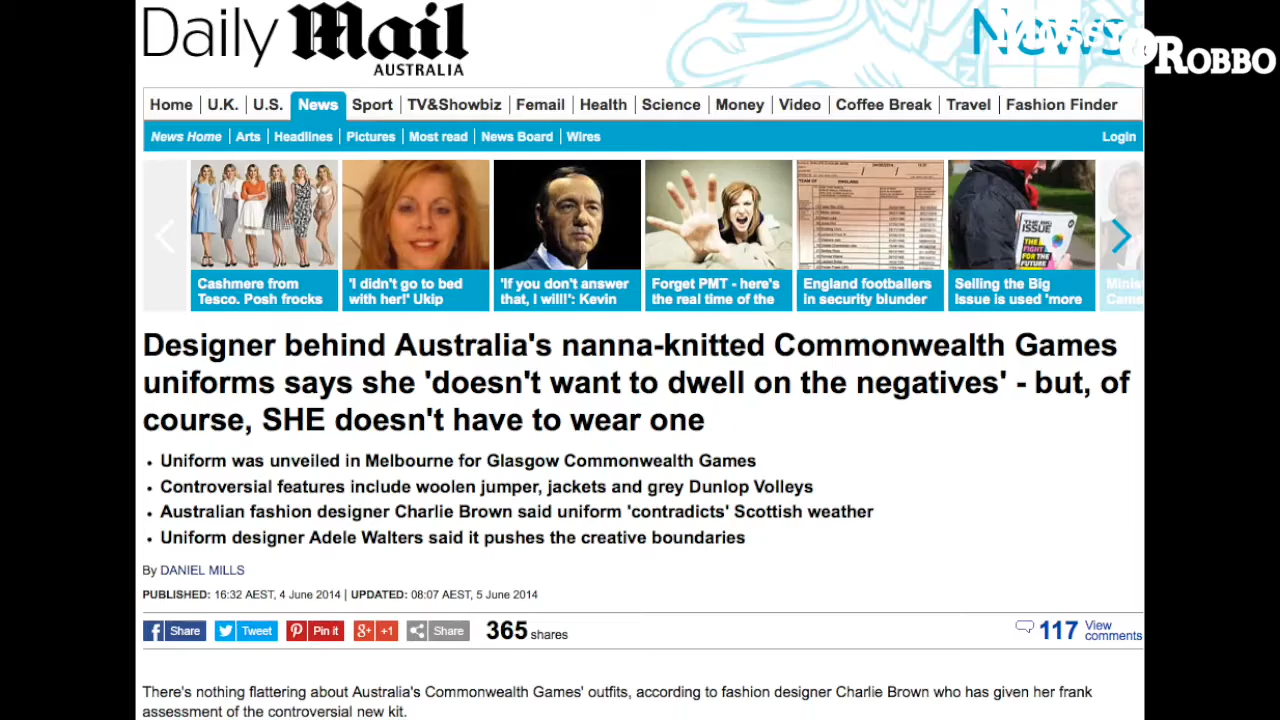 Daily Mail
AUSTRALIA
News
ROBBO
Home U.K. U.S. News Sport TV&Showbiz Femail Health Science Money Video Coffee Break Travel Fashion Finder
News Home Arts Headlines Pictures Most read News Board Wires Login
THE BIG ISSUE
THE FIGHT FOR THE FUTURE
Cashmere from
Tesco. Posh frocks
'I didn't go to bed
with her!' Ukip
'If you don't answer
that, I will!': Kevin
Forget PMT - here's
the real time of the
England footballers
in security blunder
Selling the Big
Issue is used 'more
Designer behind Australia's nanna-knitted Commonwealth Games
uniforms says she 'doesn't want to dwell on the negatives' - but, of
course, SHE doesn't have to wear one
• Uniform was unveiled in Melbourne for Glasgow Commonwealth Games
• Controversial features include woolen jumper, jackets and grey Dunlop Volleys
• Australian fashion designer Charlie Brown said uniform 'contradicts' Scottish weather
• Uniform designer Adele Walters said it pushes the creative boundaries
By DANIEL MILLS
PUBLISHED: 16:32 AEST, 4 June 2014 | UPDATED: 08:07 AEST, 5 June 2014
Share Tweet Pin it +1 Share 365 shares 117 View comments
There's nothing flattering about Australia's Commonwealth Games' outfits, according to fashion designer Charlie Brown who has given her frank
assessment of the controversial new kit.